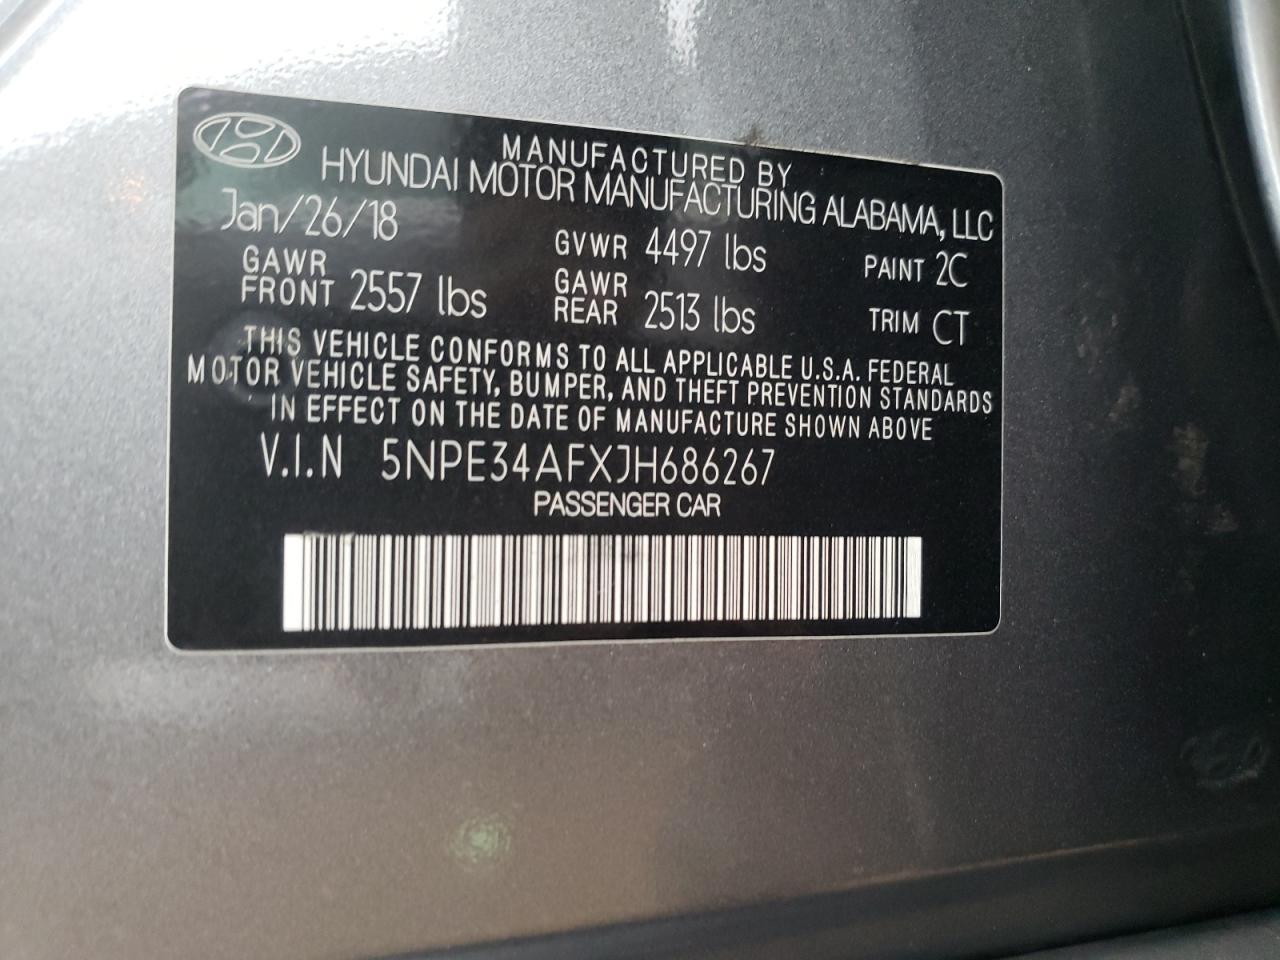 MANUFACTURED BY
HYUNDAI MOTOR MANUFACTURING ALABAMA, LLC
Jan/26/18
GVWR 4497 lbs
PAINT 2C
GAWR FRONT 2557 lbs
GAWR REAR 2513 lbs
TRIM CT
THIS VEHICLE CONFORMS TO ALL APPLICABLE U.S.A. FEDERAL
MOTOR VEHICLE SAFETY, BUMPER, AND THEFT PREVENTION STANDARDS
IN EFFECT ON THE DATE OF MANUFACTURE SHOWN ABOVE
V.I.N 5NPE34AFXJH686267
PASSENGER CAR